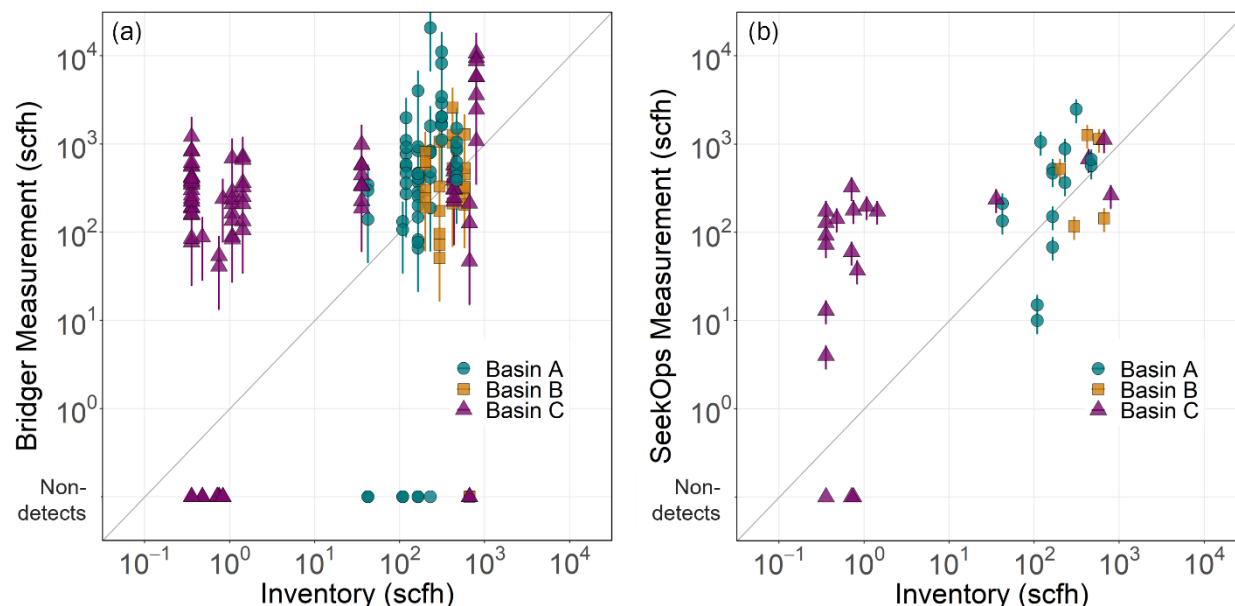 (a)
Bridger Measurement (scfh)
10⁴
10³
10²
10¹
10⁰
Non-
detects
Basin A
Basin B
Basin C
10⁻¹ 10⁰ 10¹ 10² 10³ 10⁴
Inventory (scfh)
(b)
SeekOps Measurement (scfh)
10⁴
10³
10²
10¹
10⁰
Non-
detects
Basin A
Basin B
Basin C
10⁻¹ 10⁰ 10¹ 10² 10³ 10⁴
Inventory (scfh)